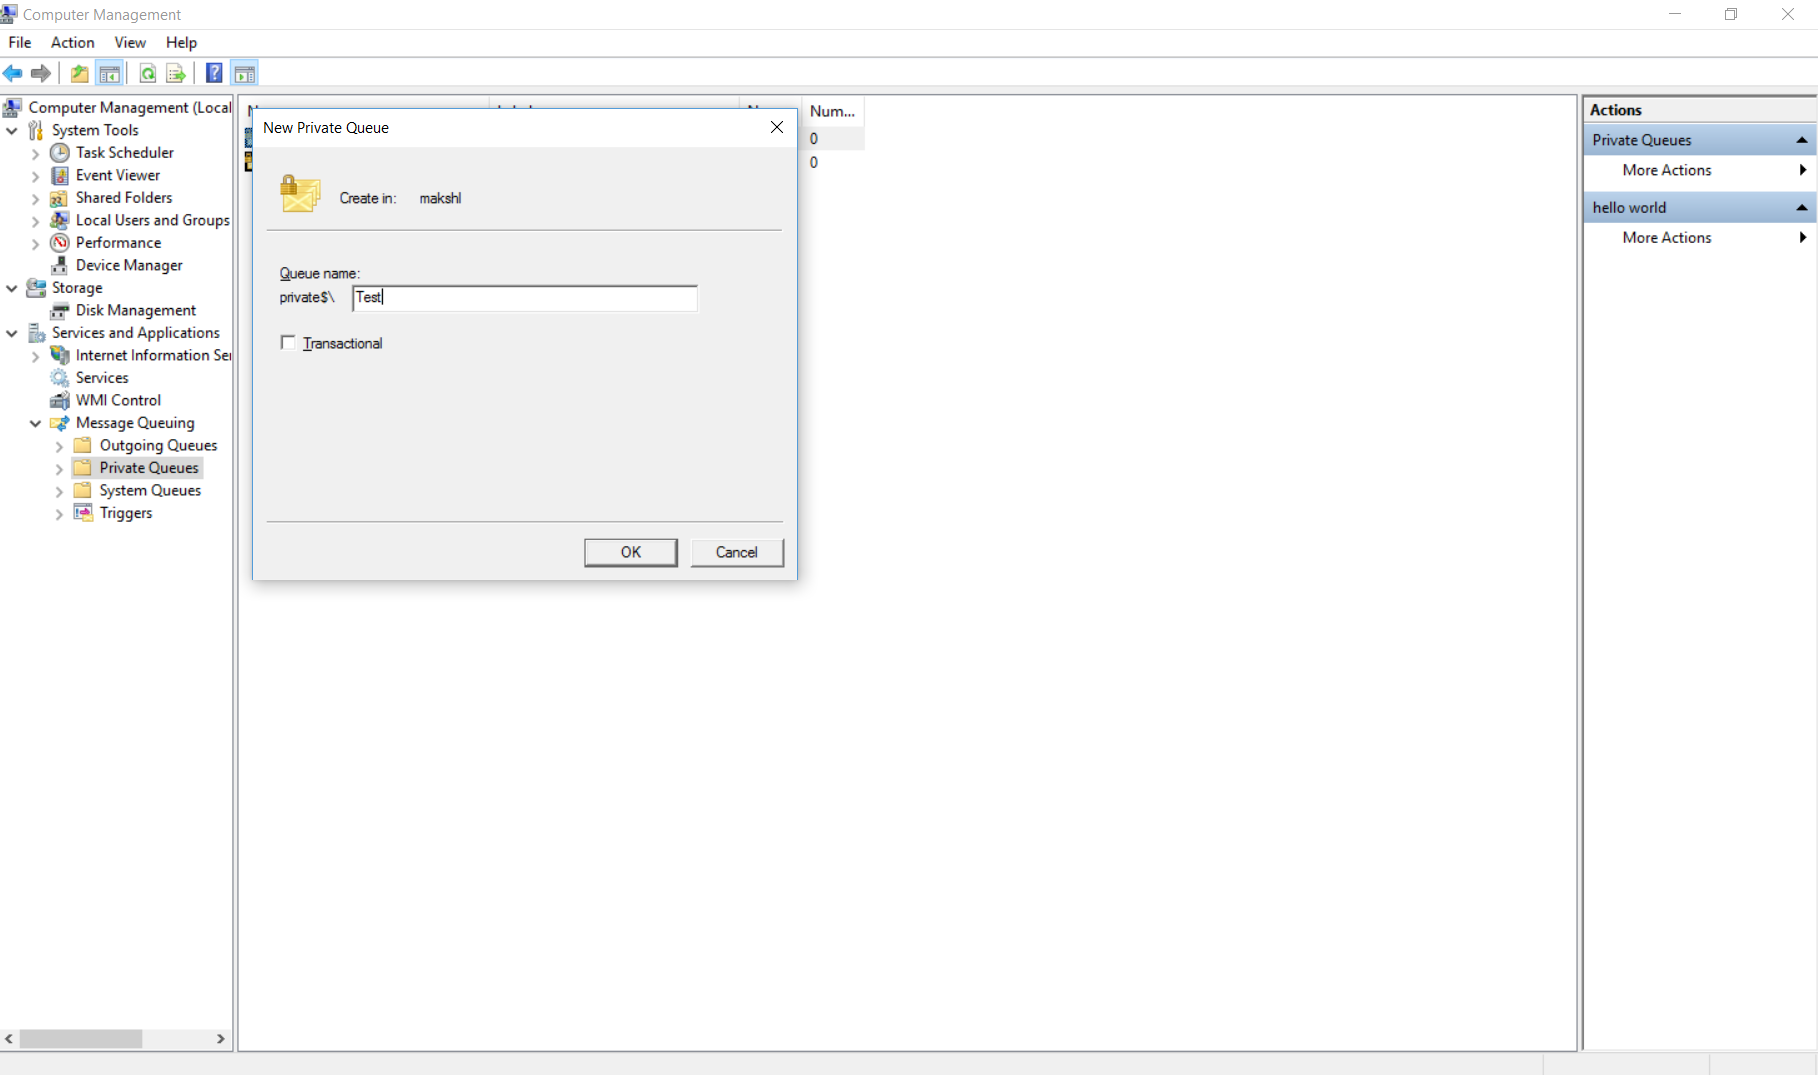 Computer Management
File Action View Help
Computer Management (Local
System Tools
Task Scheduler
Event Viewer
Shared Folders
Local Users and Groups
Performance
Device Manager
Storage
Disk Management
Services and Applications
Internet Information
Services
WMI Control
Message Queuing
Outgoing Queues
Private Queues
System Queues
Triggers
Num...
0
0
New Private Queue
Create in: makshl
Queue name:
private$\ Test
Transactional
OK Cancel
Actions
Private Queues
More Actions
hello world
More Actions